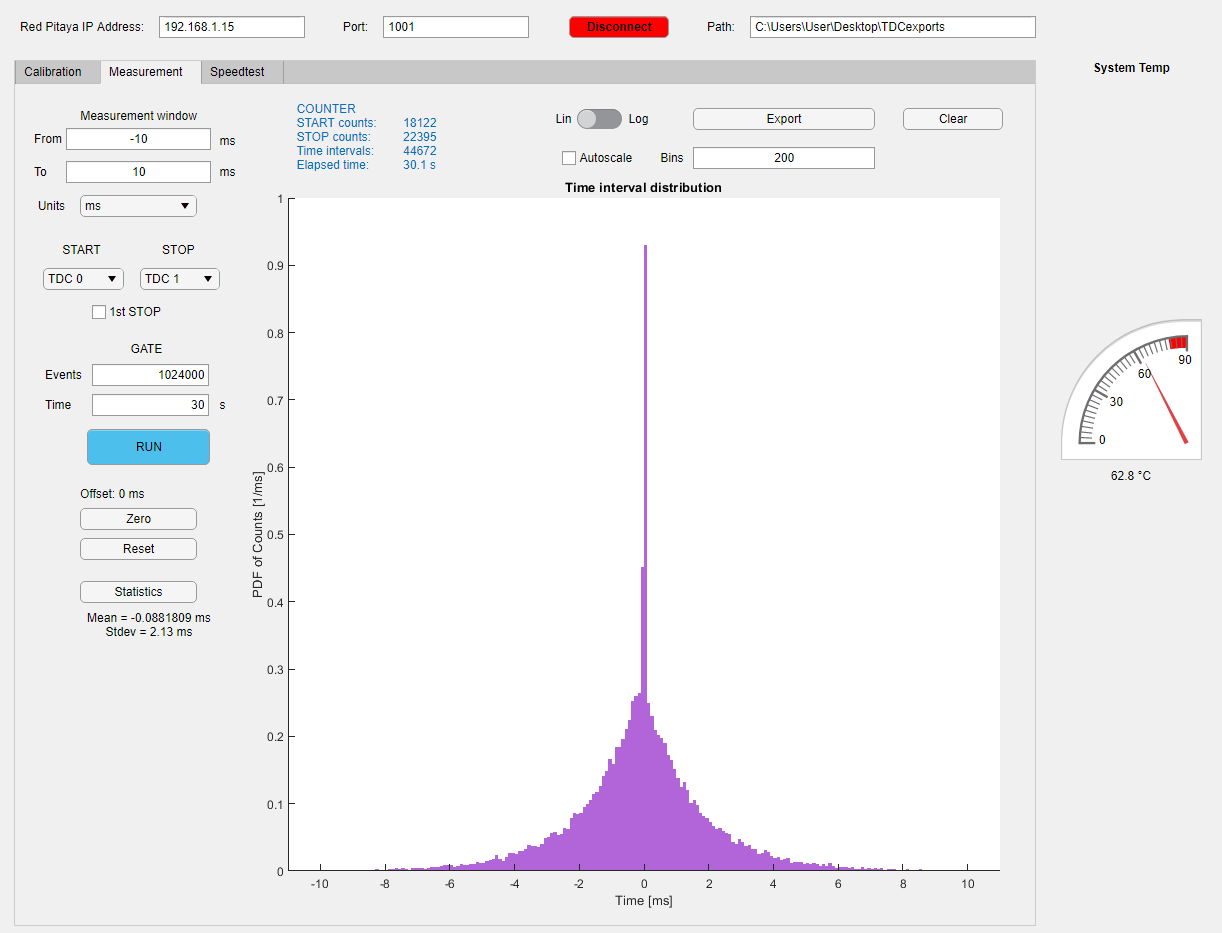 Red Pitaya IP Address: 192.168.1.15 Port: 1001 Disconnect Path: C:\Users\User\Desktop\TDCexports
Calibration Measurement Speedtest
System Temp
Measurement window
From -10 ms
To 10 ms
Units ms
START STOP
TDC 0 TDC 1
1st STOP
GATE
Events 1024000
Time 30 s
RUN
Offset: 0 ms
Zero
Reset
Statistics
Mean = -0.0881809 ms
Stdev = 2.13 ms
COUNTER
START counts: 18122
STOP counts: 22395
Time intervals: 44672
Elapsed time: 30.1 s
Lin Log Export Clear
Autoscale Bins 200
Time interval distribution
PDF of Counts [1/ms]
1
0.9
0.8
0.7
0.6
0.5
0.4
0.3
0.2
0.1
0
-10 -8 -6 -4 -2 0 2 4 6 8 10
Time [ms]
0 30 60 90
62.8 °C